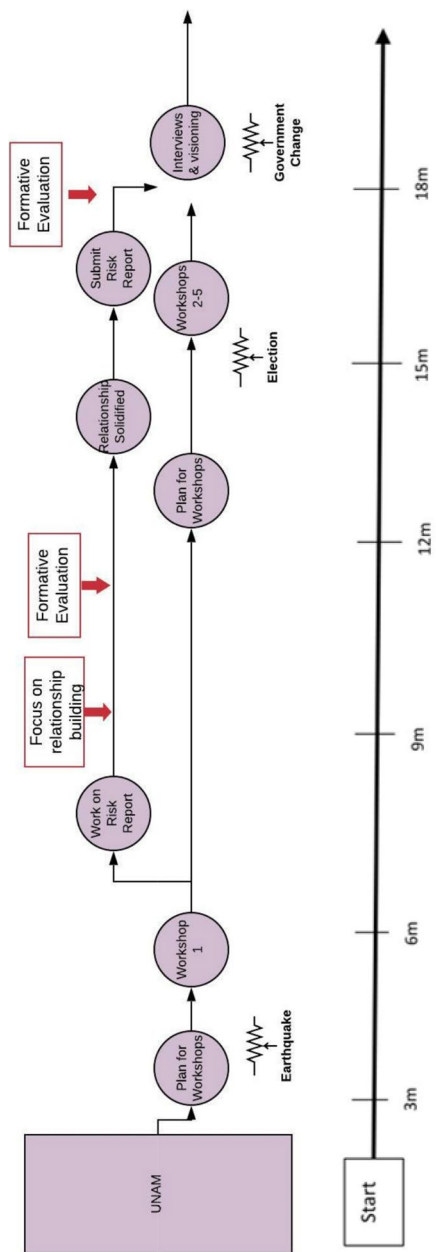 UNAM
Plan for
Workshops
Earthquake
Workshop
1
Work on
Risk
Report
Focus on
relationship
building
Formative
Evaluation
Plan for
Workshops
Relationship
Solidified
Election
Workshops
2-5
Submit
Risk
Report
Formative
Evaluation
Interviews
& visioning
Government
Change
Start
3m
6m
9m
12m
15m
18m